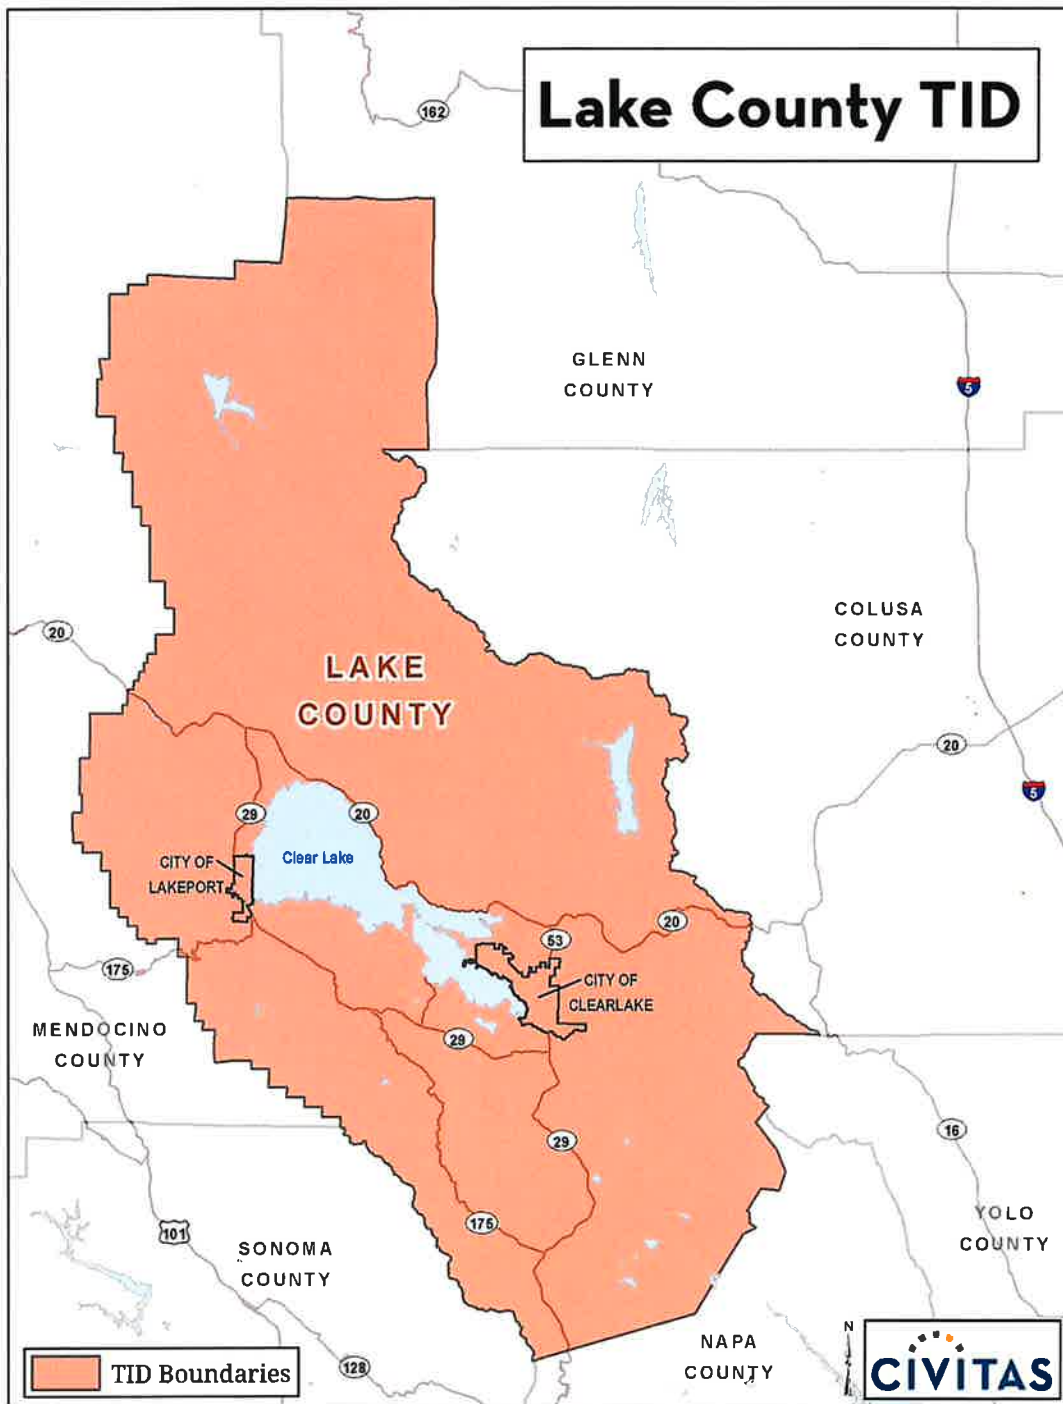 Lake County TID
162
GLENN
COUNTY
5
COLUSA
COUNTY
20
LAKE
COUNTY
20
5
29
20
Clear Lake
CITY OF
LAKEPORT
20
53
175
CITY OF
CLEARLAKE
MENDOCINO
COUNTY
29
29
16
175
101
YOLO
COUNTY
SONOMA
COUNTY
N
NAPA
COUNTY
128
TID Boundaries
CIVITAS